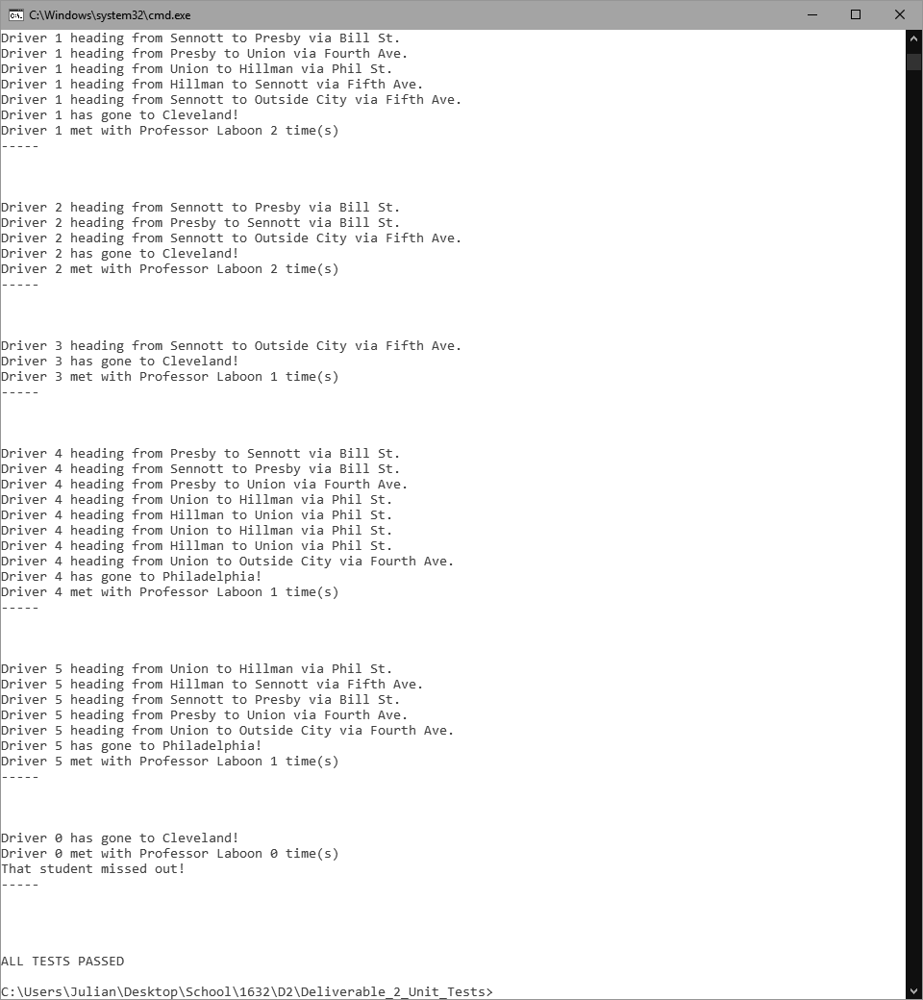 C:\Windows\system32\cmd.exe
Driver 1 heading from Sennott to Presby via Bill St.
Driver 1 heading from Presby to Union via Fourth Ave.
Driver 1 heading from Union to Hillman via Phil St.
Driver 1 heading from Hillman to Sennott via Fifth Ave.
Driver 1 heading from Sennott to Outside City via Fifth Ave.
Driver 1 has gone to Cleveland!
Driver 1 met with Professor Laboon 2 time(s)
-----
Driver 2 heading from Sennott to Presby via Bill St.
Driver 2 heading from Presby to Sennott via Bill St.
Driver 2 heading from Sennott to Outside City via Fifth Ave.
Driver 2 has gone to Cleveland!
Driver 2 met with Professor Laboon 2 time(s)
-----
Driver 3 heading from Sennott to Outside City via Fifth Ave.
Driver 3 has gone to Cleveland!
Driver 3 met with Professor Laboon 1 time(s)
-----
Driver 4 heading from Presby to Sennott via Bill St.
Driver 4 heading from Sennott to Presby via Bill St.
Driver 4 heading from Presby to Union via Fourth Ave.
Driver 4 heading from Union to Hillman via Phil St.
Driver 4 heading from Hillman to Union via Phil St.
Driver 4 heading from Union to Hillman via Phil St.
Driver 4 heading from Hillman to Union via Phil St.
Driver 4 heading from Union to Outside City via Fourth Ave.
Driver 4 has gone to Philadelphia!
Driver 4 met with Professor Laboon 1 time(s)
-----
Driver 5 heading from Union to Hillman via Phil St.
Driver 5 heading from Hillman to Sennott via Fifth Ave.
Driver 5 heading from Sennott to Presby via Bill St.
Driver 5 heading from Presby to Union via Fourth Ave.
Driver 5 heading from Union to Outside City via Fourth Ave.
Driver 5 has gone to Philadelphia!
Driver 5 met with Professor Laboon 1 time(s)
-----
Driver 0 has gone to Cleveland!
Driver 0 met with Professor Laboon 0 time(s)
That student missed out!
-----
ALL TESTS PASSED
C:\Users\Julian\Desktop\School\1632\D2\Deliverable_2_Unit_Tests>